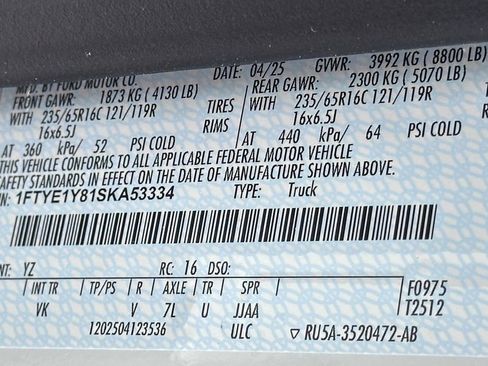 MFD. BY FORD MOTOR CO.
DATE: 04/25 GVWR: 3992 KG ( 8800 LB)
FRONT GAWR: 1873 KG ( 4130 LB) REAR GAWR: 2300 KG ( 5070 LB)
WITH 235/65R16C 121/119R TIRES WITH 235/65R16C 121/119R
16x6.5J RIMS 16x6.5J
AT 360 kPa/ 52 PSI COLD AT 440 kPa/ 64 PSI COLD
THIS VEHICLE CONFORMS TO ALL APPLICABLE FEDERAL MOTOR VEHICLE
SAFETY STANDARDS IN EFFECT ON THE DATE OF MANUFACTURE SHOWN ABOVE.
N: 1FTYE1Y81SKA53334 TYPE: Truck
NT: YZ RC: 16 DSO:
INT TR TP/PS R AXLE TR SPR F0975
VK V 7L U JJAA T2512
1202504123536 ULC ▽ RU5A-3520472-AB